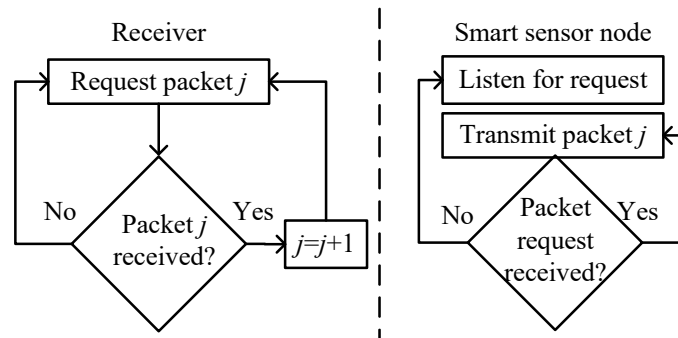 Receiver
Request packet j
No
Packet j
received?
Yes
j=j+1
Smart sensor node
Listen for request
Transmit packet j
No
Packet
request
received?
Yes